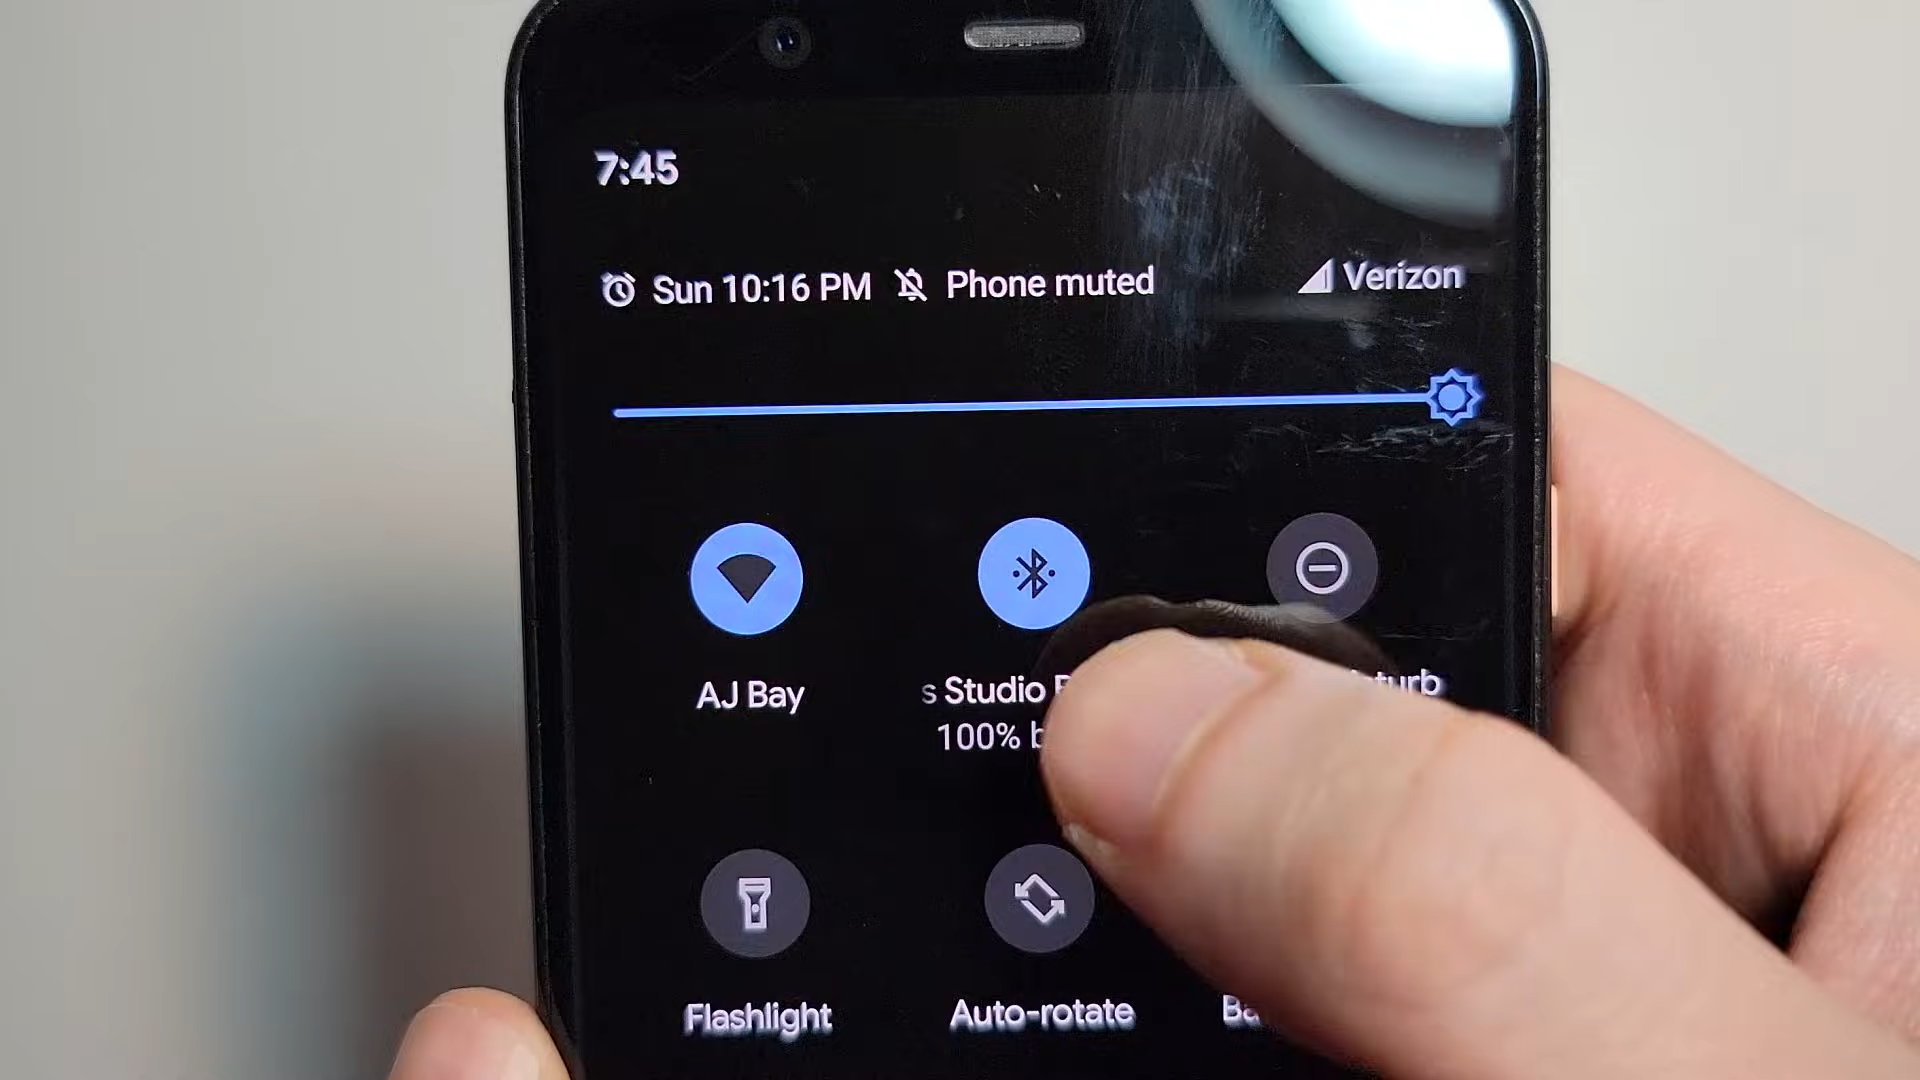 7:45
Sun 10:16 PM Phone muted Verizon
AJ Bay
s Studio
100%
Flashlight
Auto-rotate